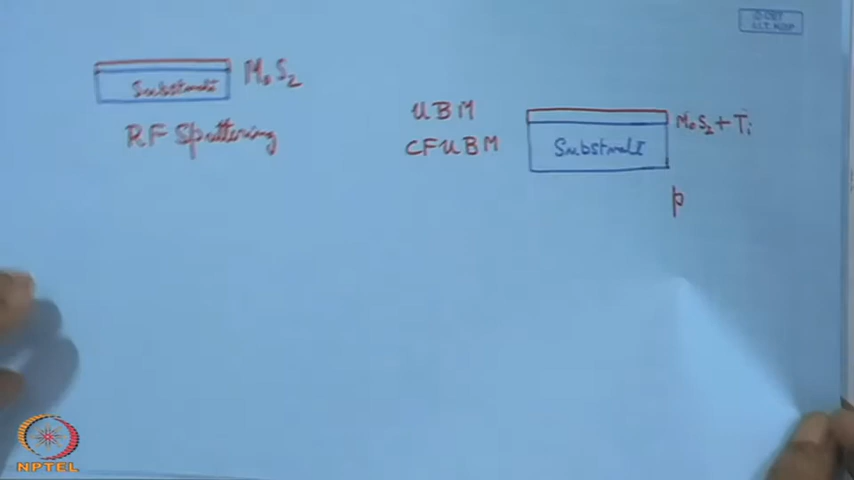 Substrate MoS2
RF Sputtering
UBM
CFUBM
Substrate MoS2+Ti
p
NPTEL